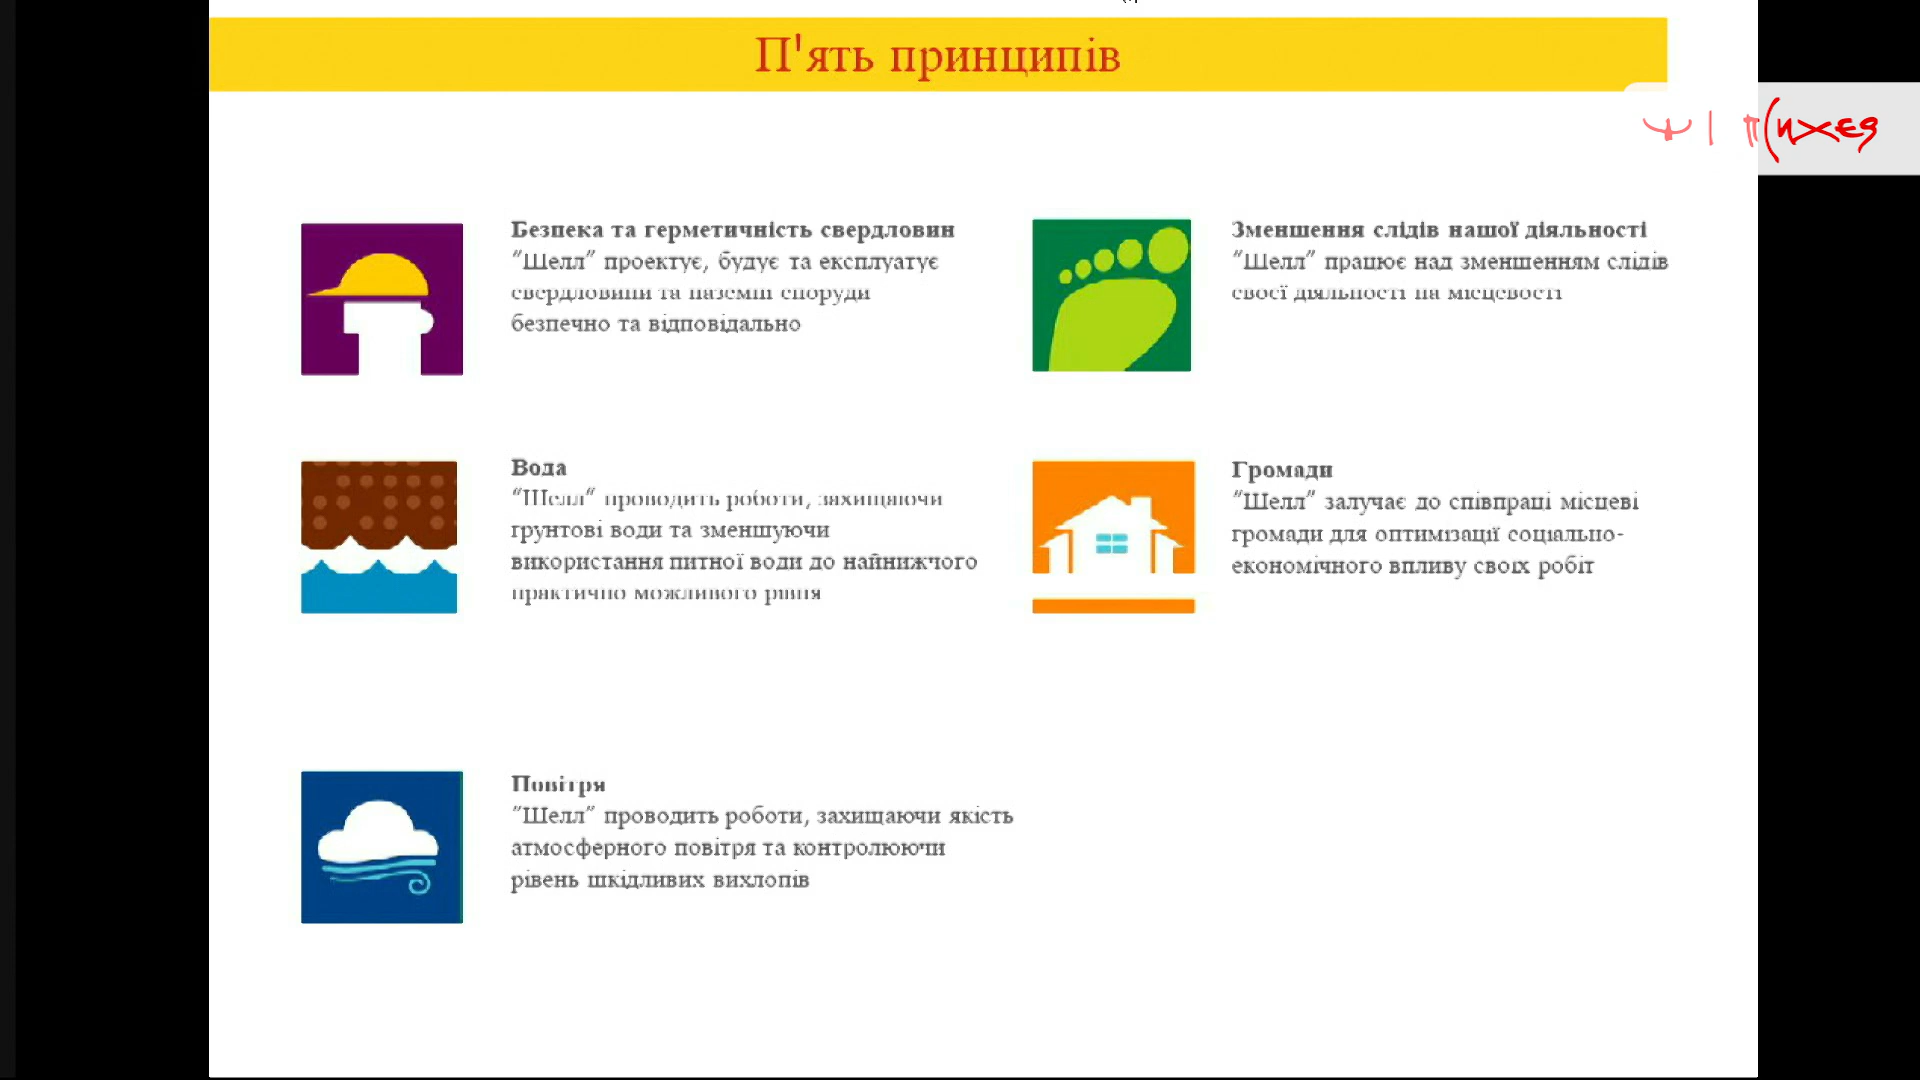 П'ять принципів
Безпека та герметичність свердловин
"Шелл" проектує, будує та експлуатує
свердловини та наземні споруди
безпечно та відповідально
Зменшення слідів нашої діяльності
"Шелл" працює над зменшенням слідів
своєї діяльності на місцевості
Вода
"Шелл" проводить роботи, захищаючи
ґрунтові води та зменшуючи
використання питної води до найнижчого
практично можливого рівня
Громади
"Шелл" залучає до співпраці місцеві
громади для оптимізації соціально-
економічного впливу своїх робіт
Повітря
"Шелл" проводить роботи, захищаючи якість
атмосферного повітря та контролюючи
рівень шкідливих вихлопів